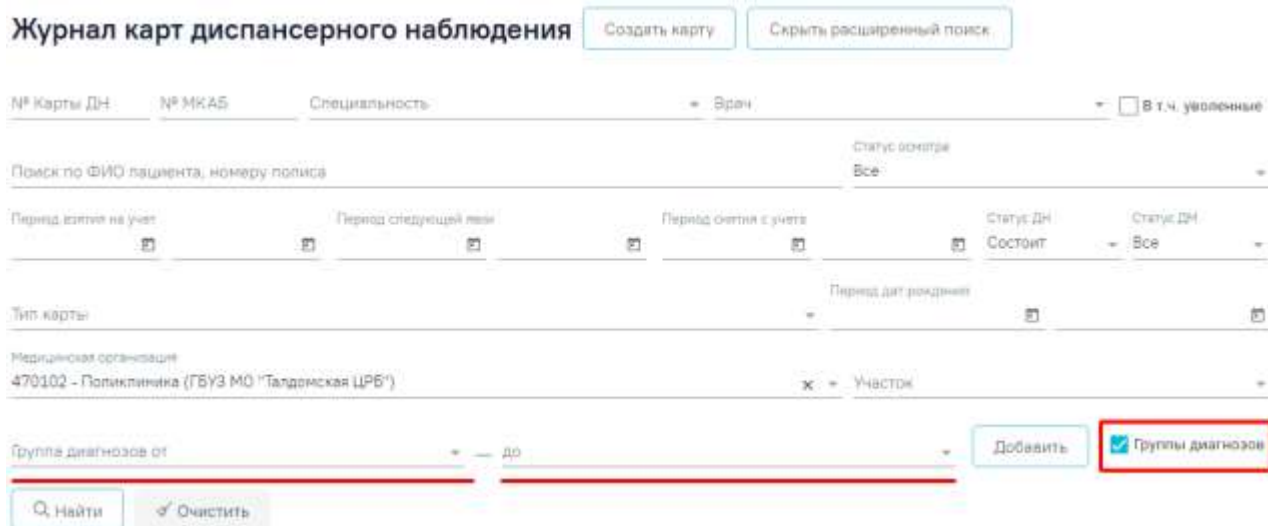 Журнал карт диспансерного наблюдения Создать карту Скрыть расширенный поиск
№ Карты ДН № МКАБ Специальность Врач В т.ч. уволенные
Статус осмотра
Поиск по ФИО пациента, номеру полиса Все
Период взятия на учет Период следующей явки Период снятия с учета Статус ДН Статус ДМ
Состоит Все
Период дат рождения
Тип карты
Медицинская организация
470102 - Поликлиника (ГБУЗ МО "Талдомская ЦРБ") Участок
Группа диагнозов от — до Добавить Группы диагнозов
Найти Очистить